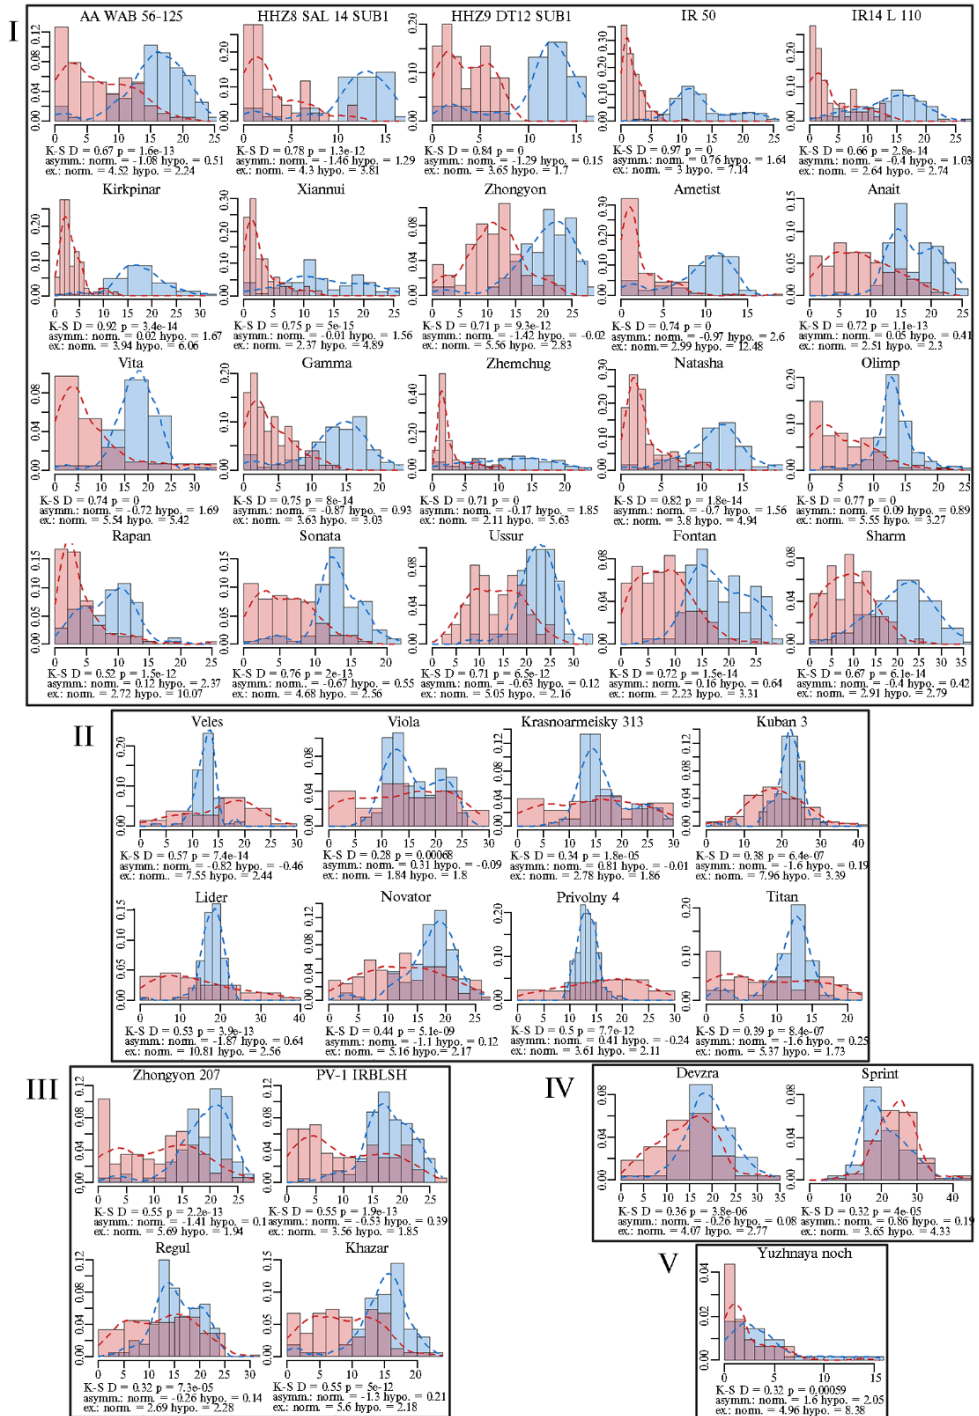 I
AA WAB 56-125
K-S D = 0.67 p = 1.6e-13
asymm.: norm. = -1.08 hypo. = 0.51
ex.: norm. = 4.52 hypo. = 2.24
HHZ8 SAL 14 SUB1
K-S D = 0.78 p = 1.3e-12
asymm.: norm. = -1.46 hypo. = 1.29
ex.: norm. = 4.3 hypo. = 3.81
HHZ9 DT12 SUB1
K-S D = 0.84 p = 0
asymm.: norm. = -1.29 hypo. = 0.15
ex.: norm. = 3.65 hypo. = 1.7
IR 50
K-S D = 0.97 p = 0
asymm.: norm. = 0.76 hypo. = 1.64
ex.: norm. = 3 hypo. = 7.14
IR14 L 110
K-S D = 0.66 p = 2.8e-14
asymm.: norm. = -0.4 hypo. = 1.03
ex.: norm. = 2.64 hypo. = 2.74
Kirkpinar
K-S D = 0.92 p = 3.4e-14
asymm.: norm. = 0.02 hypo. = 1.67
ex.: norm. = 3.94 hypo. = 6.06
Xiannui
K-S D = 0.75 p = 5e-15
asymm.: norm. = -0.01 hypo. = 1.56
ex.: norm. = 2.37 hypo. = 4.89
Zhongyon
K-S D = 0.71 p = 9.3e-12
asymm.: norm. = -1.42 hypo. = -0.02
ex.: norm. = 5.56 hypo. = 2.83
Ametist
K-S D = 0.74 p = 0
asymm.: norm. = -0.97 hypo. = 2.6
ex.: norm. = 2.99 hypo. = 12.48
Anait
K-S D = 0.72 p = 1.1e-13
asymm.: norm. = 0.05 hypo. = 0.41
ex.: norm. = 2.51 hypo. = 2.3
Vita
K-S D = 0.74 p = 0
asymm.: norm. = -0.72 hypo. = 1.69
ex.: norm. = 5.54 hypo. = 5.42
Gamma
K-S D = 0.75 p = 8e-14
asymm.: norm. = -0.87 hypo. = 0.93
ex.: norm. = 3.63 hypo. = 3.03
Zhemchug
K-S D = 0.71 p = 0
asymm.: norm. = -0.17 hypo. = 1.85
ex.: norm. = 2.11 hypo. = 5.63
Natasha
K-S D = 0.82 p = 1.8e-14
asymm.: norm. = -0.7 hypo. = 1.56
ex.: norm. = 3.8 hypo. = 4.94
Olimp
K-S D = 0.77 p = 0
asymm.: norm. = 0.09 hypo. = 0.89
ex.: norm. = 5.55 hypo. = 3.27
Rapan
K-S D = 0.52 p = 1.5e-12
asymm.: norm. = 0.12 hypo. = 2.37
ex.: norm. = 2.72 hypo. = 10.07
Sonata
K-S D = 0.76 p = 2e-13
asymm.: norm. = -0.67 hypo. = 0.55
ex.: norm. = 4.68 hypo. = 2.56
Ussur
K-S D = 0.71 p = 6.5e-12
asymm.: norm. = -0.63 hypo. = 0.12
ex.: norm. = 5.05 hypo. = 2.16
Fontan
K-S D = 0.72 p = 1.5e-14
asymm.: norm. = 0.16 hypo. = 0.64
ex.: norm. = 2.23 hypo. = 3.31
Sharm
K-S D = 0.67 p = 6.1e-14
asymm.: norm. = -0.4 hypo. = 0.42
ex.: norm. = 2.91 hypo. = 2.79
II
Veles
K-S D = 0.57 p = 7.4e-14
asymm.: norm. = -0.82 hypo. = -0.46
ex.: norm. = 7.55 hypo. = 2.44
Viola
K-S D = 0.28 p = 0.00068
asymm.: norm. = 0.31 hypo. = -0.09
ex.: norm. = 1.84 hypo. = 1.8
Krasnoarmeisky 313
K-S D = 0.34 p = 1.8e-05
asymm.: norm. = 0.81 hypo. = -0.01
ex.: norm. = 2.78 hypo. = 1.86
Kuban 3
K-S D = 0.38 p = 6.4e-07
asymm.: norm. = -1.6 hypo. = 0.19
ex.: norm. = 7.96 hypo. = 3.39
Lider
K-S D = 0.53 p = 3.9e-13
asymm.: norm. = -1.87 hypo. = 0.64
ex.: norm. = 10.81 hypo. = 2.56
Novator
K-S D = 0.44 p = 5.1e-09
asymm.: norm. = -1.1 hypo. = 0.12
ex.: norm. = 5.16 hypo. = 2.17
Privolny 4
K-S D = 0.5 p = 7.7e-12
asymm.: norm. = 0.41 hypo. = -0.24
ex.: norm. = 3.61 hypo. = 2.11
Titan
K-S D = 0.39 p = 8.4e-07
asymm.: norm. = -1.6 hypo. = 0.25
ex.: norm. = 5.37 hypo. = 1.73
III
Zhongyon 207
K-S D = 0.55 p = 2.2e-13
asymm.: norm. = -1.41 hypo. = 0.1
ex.: norm. = 5.69 hypo. = 1.94
PV-1 IRBLSH
K-S D = 0.55 p = 1.9e-13
asymm.: norm. = -0.53 hypo. = 0.39
ex.: norm. = 3.56 hypo. = 1.85
Regul
K-S D = 0.32 p = 7.3e-05
asymm.: norm. = -0.26 hypo. = 0.14
ex.: norm. = 2.69 hypo. = 2.28
Khazar
K-S D = 0.55 p = 5e-12
asymm.: norm. = -1.3 hypo. = 0.21
ex.: norm. = 5.6 hypo. = 2.18
IV
Devzra
K-S D = 0.36 p = 3.8e-06
asymm.: norm. = -0.26 hypo. = 0.08
ex.: norm. = 4.07 hypo. = 2.77
Sprint
K-S D = 0.32 p = 4e-05
asymm.: norm. = 0.86 hypo. = 0.19
ex.: norm. = 3.65 hypo. = 4.33
V
Yuzhnaya noch
K-S D = 0.32 p = 0.00059
asymm.: norm. = 1.6 hypo. = 2.05
ex.: norm. = 4.96 hypo. = 8.38